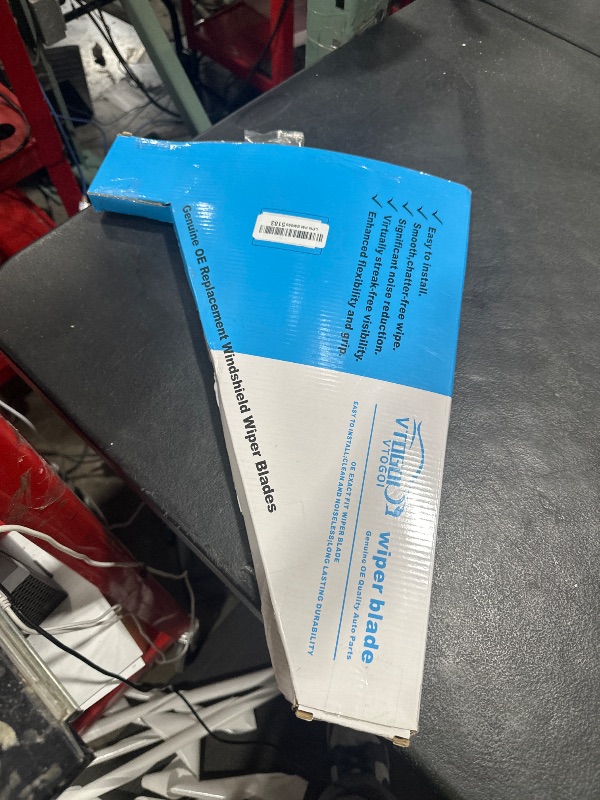 Easy to install.
Smooth,chatter-free wipe.
Significant noise reduction.
Virtually streak-free visibility.
Enhanced flexibility and grip.
Genuine OE Replacement Windshield Wiper Blades
VTOGOI
VTOGOI
wiper blade
Genuine OE Quality Auto Parts
OE EXACT FIT WIPER BLADE
EASY TO INSTALL;CLEAN AND NOISELESS;LONG LASTING DURABILITY